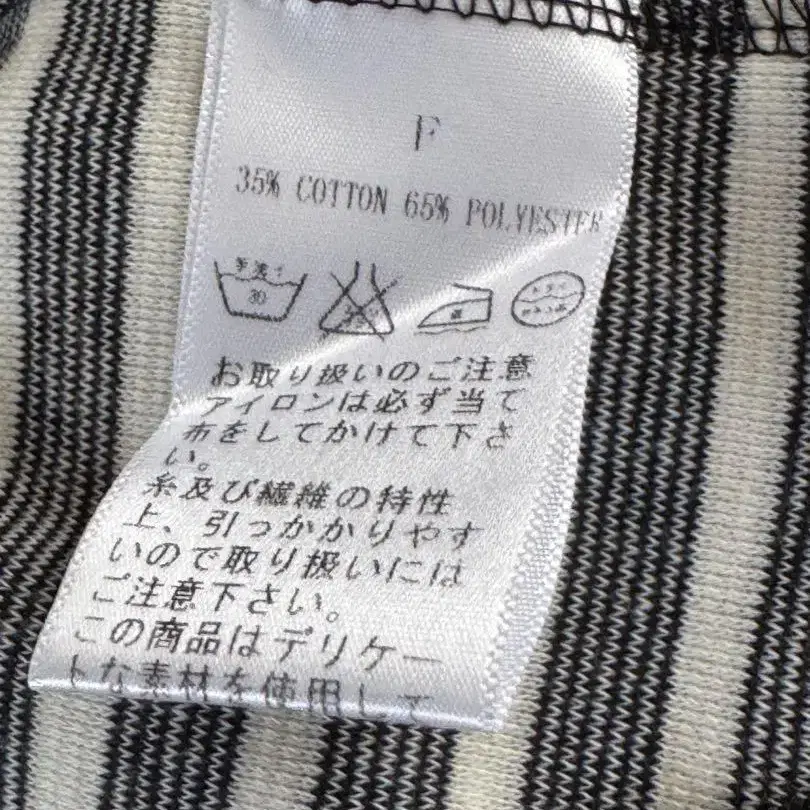 F
35% COTTON 65% POLYESTER
手洗イ
30
お取り扱いのご注意
アイロンは必ず当て
布をしてかけて下さ
い。
糸及び繊維の特性
上、引っかかりやす
いので取り扱いには
ご注意下さい。
この商品はデリケー
トな素材を使用して